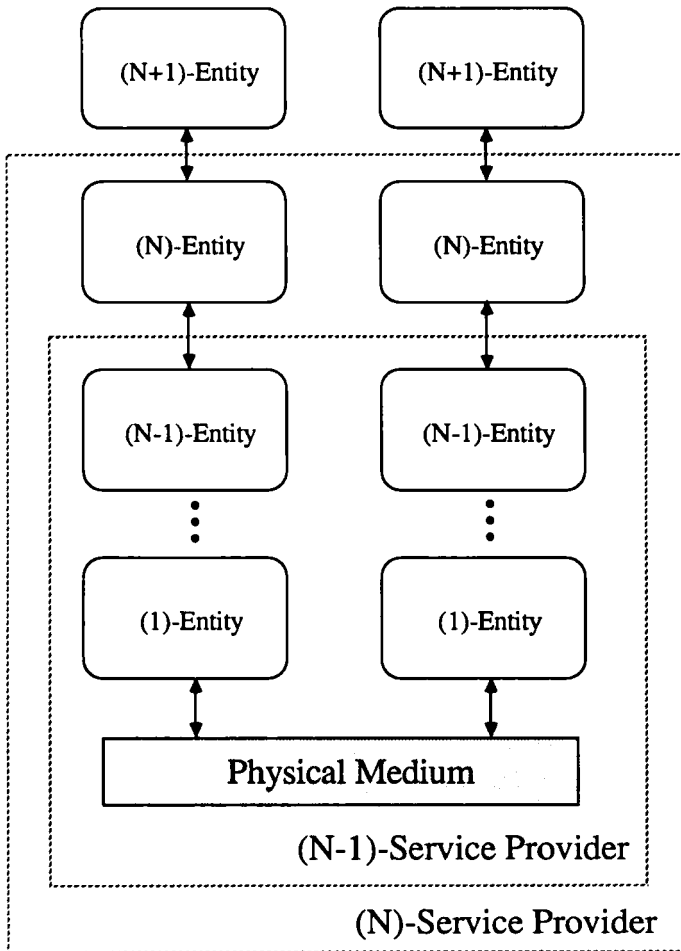 (N+1)-Entity (N+1)-Entity
(N)-Entity (N)-Entity
(N-1)-Entity (N-1)-Entity
(1)-Entity (1)-Entity
Physical Medium
(N-1)-Service Provider
(N)-Service Provider